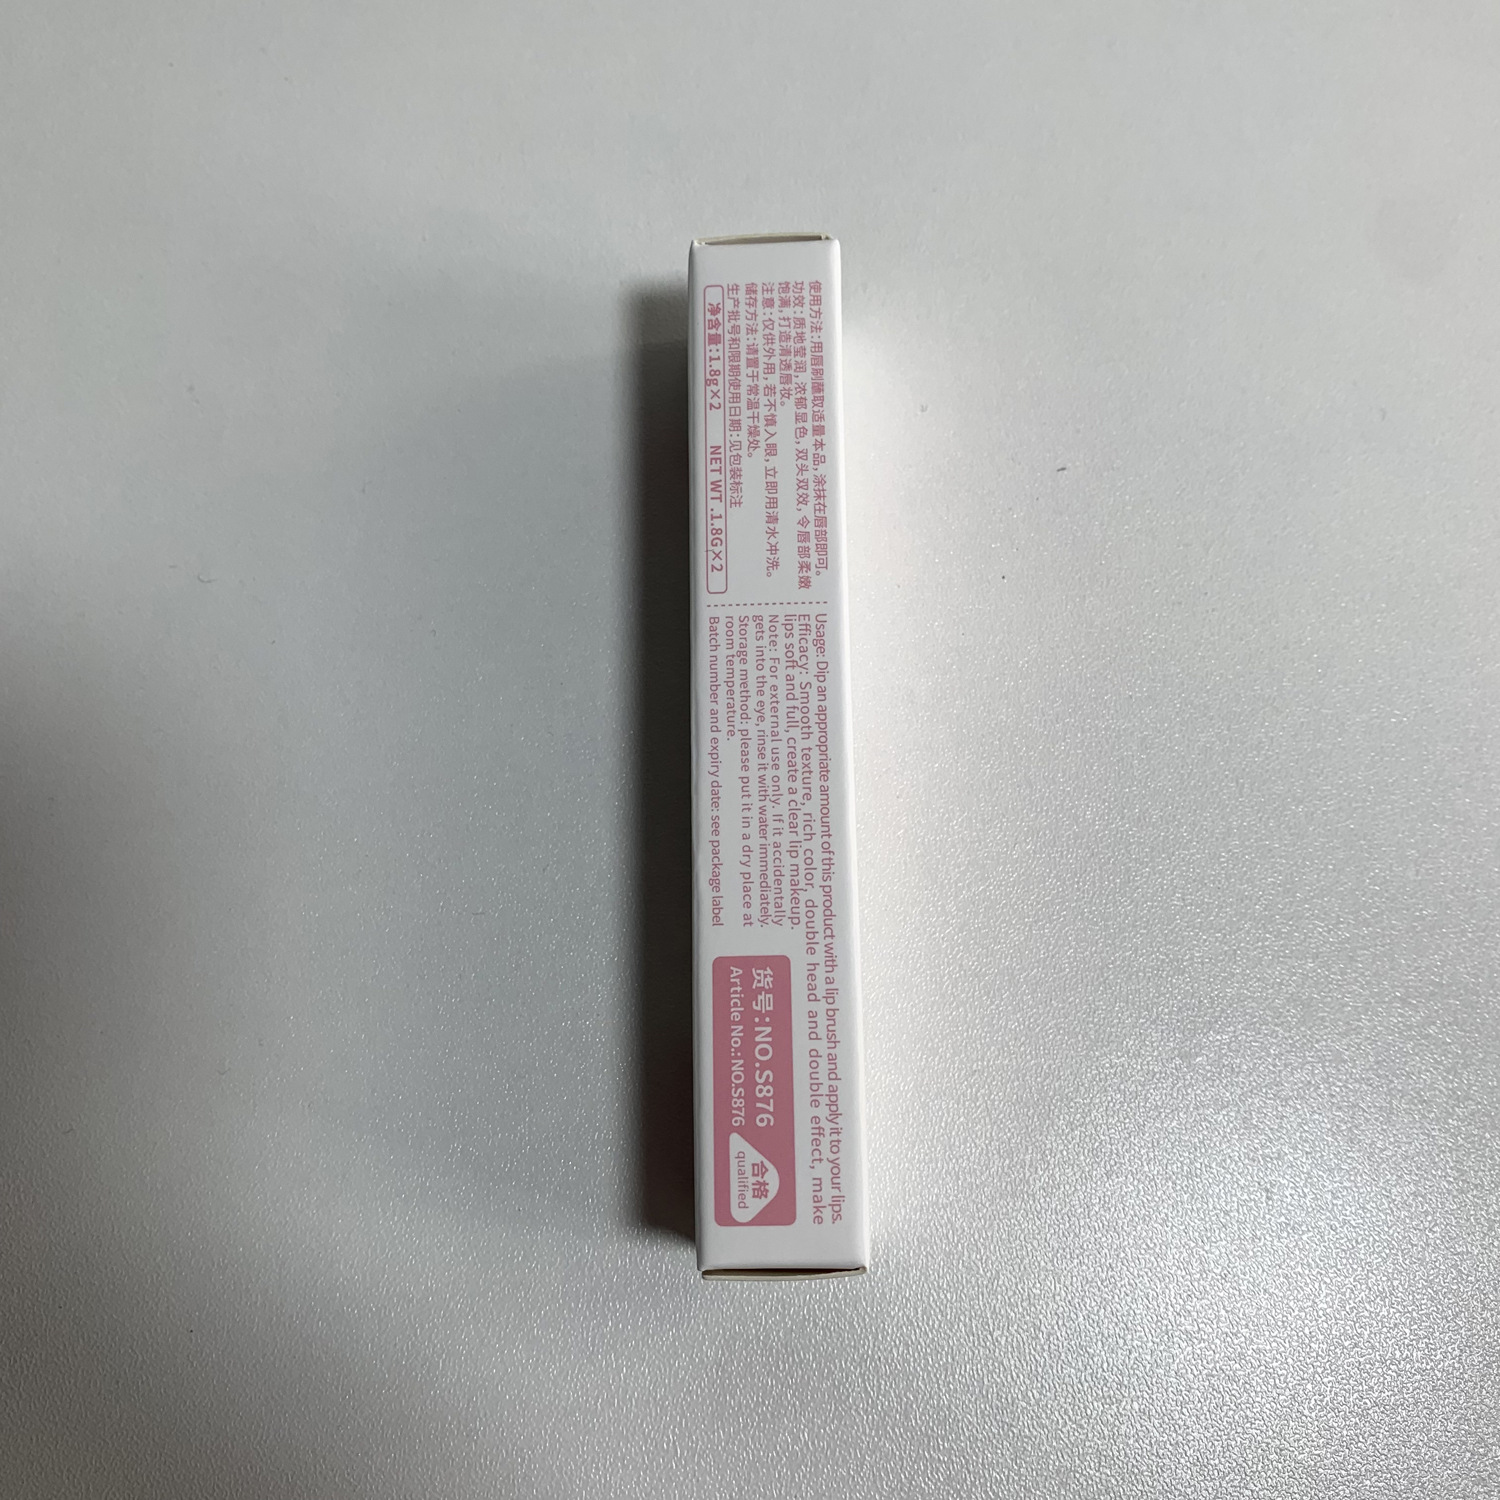 使用方法:用唇刷蘸取适量本品,涂抹在唇部即可。
功效:质地莹润,浓郁显色,双头双效,令唇部柔嫩
饱满,打造清透唇妆。
注意:仅供外用,若不慎入眼,立即用清水冲洗。
储存方法:请置于常温干燥处。
生产批号和限期使用日期:见包装标注
净含量:1.8g×2 NET WT .1.8G×2
Usage: Dip an appropriate amount of this product with a lip brush and apply it to your lips.
Efficacy: Smooth texture, rich color, double head and double effect, make
lips soft and full, create a clear lip makeup.
Note: For external use only. If it accidentally
gets into the eye, rinse it with water immediately.
Storage method: please put it in a dry place at
room temperature.
Batch number and expiry date: see package label
货号:NO.S876
Article No.:NO.S876
合格
qualified